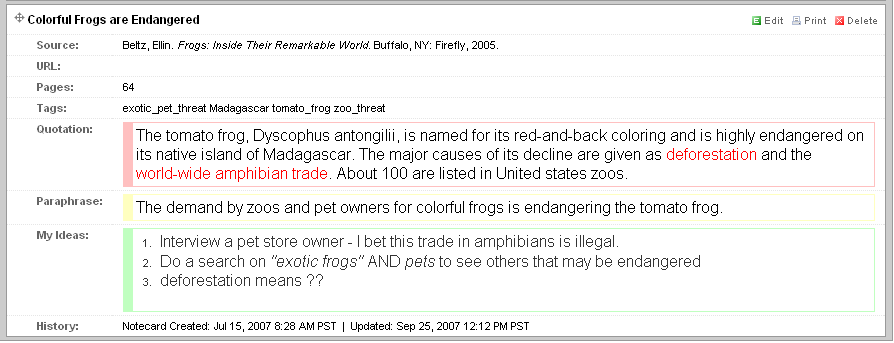 Colorful Frogs are Endangered
Edit Print Delete
Source: Beltz, Ellin. Frogs: Inside Their Remarkable World. Buffalo, NY: Firefly, 2005.
URL:
Pages: 64
Tags: exotic_pet_threat Madagascar tomato_frog zoo_threat
Quotation: The tomato frog, Dyscophus antongilii, is named for its red-and-back coloring and is highly endangered on
its native island of Madagascar. The major causes of its decline are given as deforestation and the
world-wide amphibian trade. About 100 are listed in United states zoos.
Paraphrase: The demand by zoos and pet owners for colorful frogs is endangering the tomato frog.
My Ideas: 1. Interview a pet store owner - I bet this trade in amphibians is illegal.
2. Do a search on "exotic frogs" AND pets to see others that may be endangered
3. deforestation means ??
History: Notecard Created: Jul 15, 2007 8:28 AM PST | Updated: Sep 25, 2007 12:12 PM PST